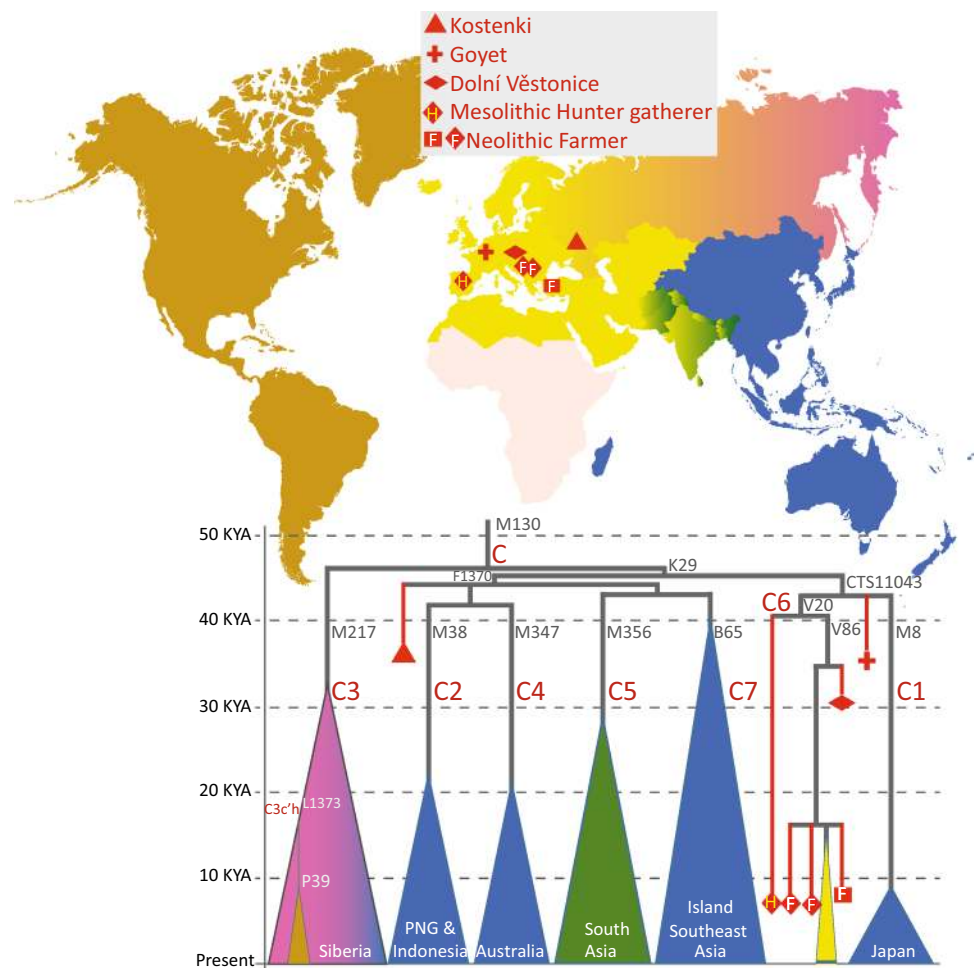 Kostenki
Goyet
Dolní Věstonice
H Mesolithic Hunter gatherer
F F Neolithic Farmer
H
F F
F
50 KYA
M130
C
K29
F1370
CTS11043
C6
V20
40 KYA
M217
M38
M347
M356
B65
V86
M8
C3
C2
C4
C5
C7
C1
30 KYA
20 KYA
C3c'h
L1373
10 KYA
P39
H F F F
Siberia
PNG &
Indonesia
Australia
South
Asia
Island
Southeast
Asia
Japan
Present